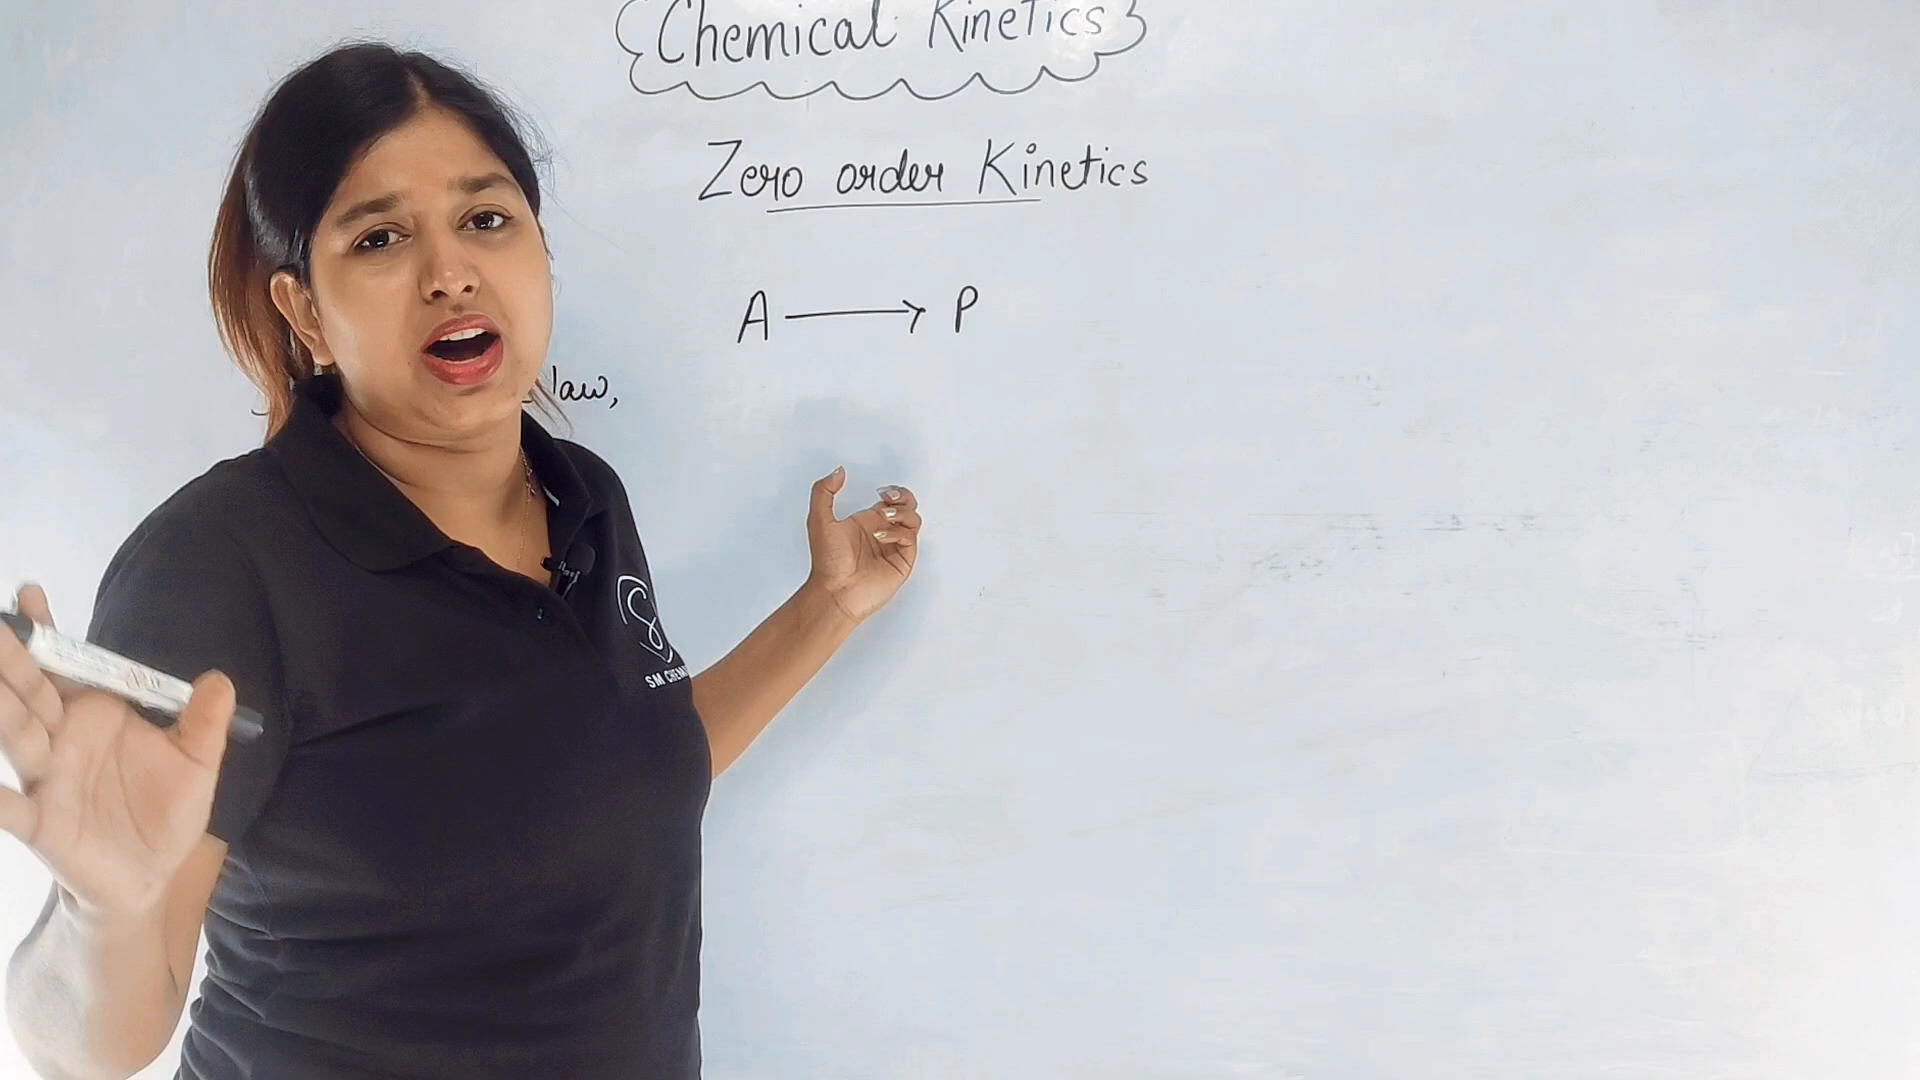 Chemical Kinetics
Zero order Kinetics
A → P
law,
SM CHEM